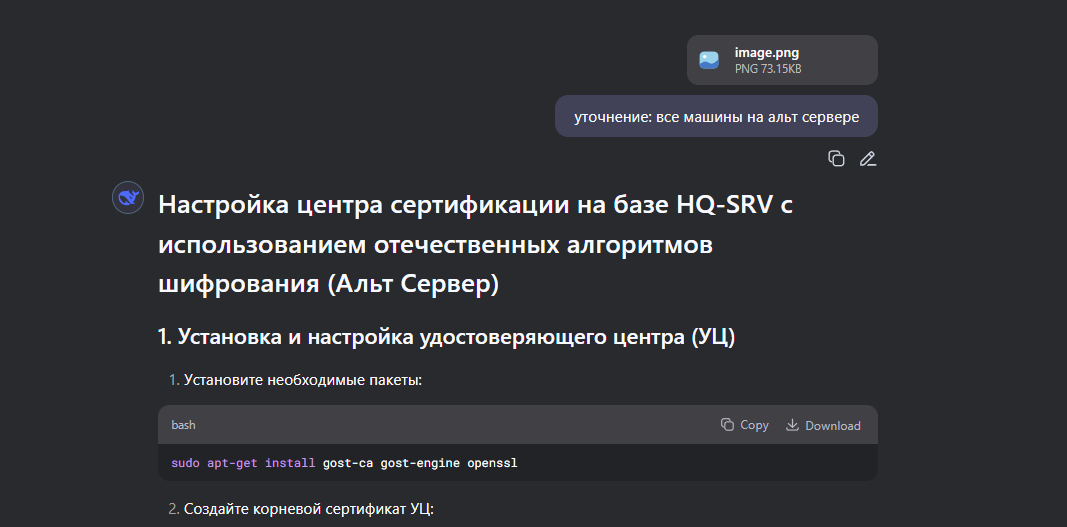 image.png
PNG 73.15KB
уточнение: все машины на альт сервере
Настройка центра сертификации на базе HQ-SRV с
использованием отечественных алгоритмов
шифрования (Альт Сервер)
1. Установка и настройка удостоверяющего центра (УЦ)
1. Установите необходимые пакеты:
bash Copy Download
sudo apt-get install gost-ca gost-engine openssl
2. Создайте корневой сертификат УЦ: